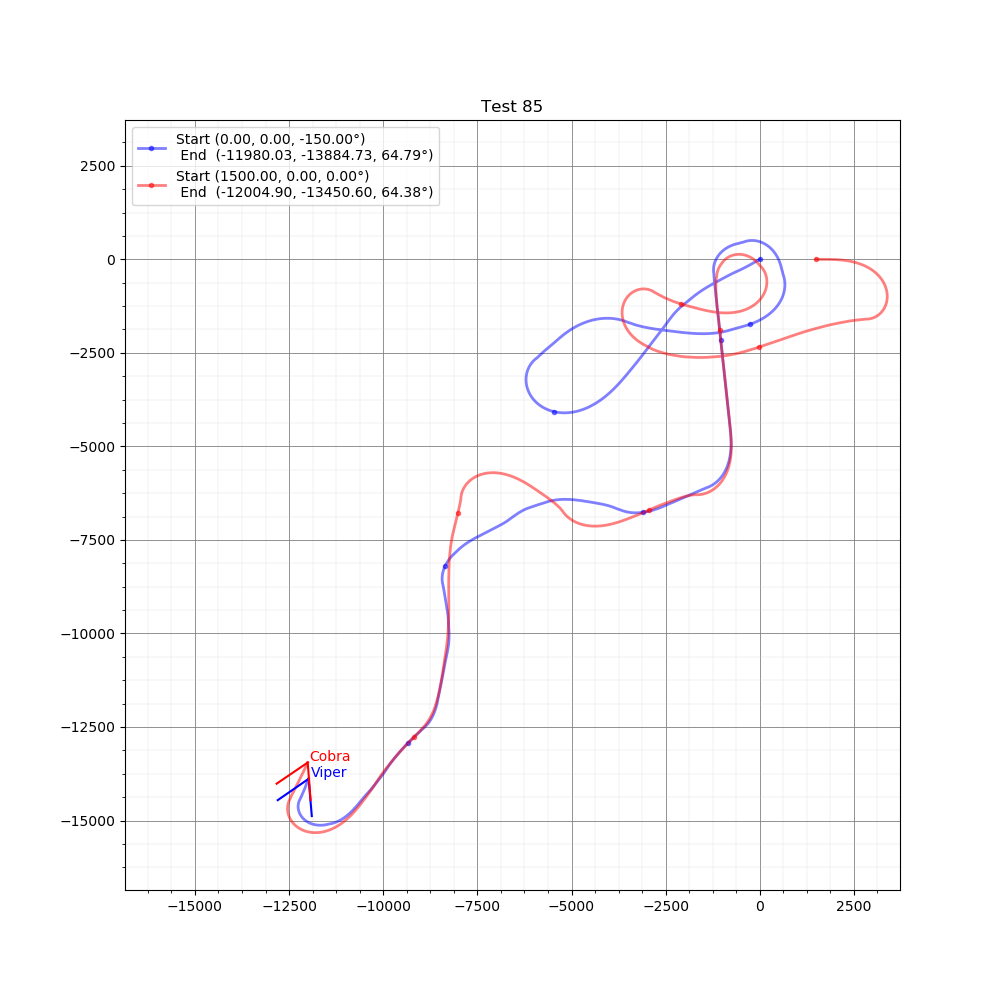 Test 85
Start (0.00, 0.00, -150.00°)
End (-11980.03, -13884.73, 64.79°)
Start (1500.00, 0.00, 0.00°)
End (-12004.90, -13450.60, 64.38°)
2500
0
−2500
−5000
−7500
−10000
−12500
−15000
Cobra
Viper
−15000 −12500 −10000 −7500 −5000 −2500 0 2500